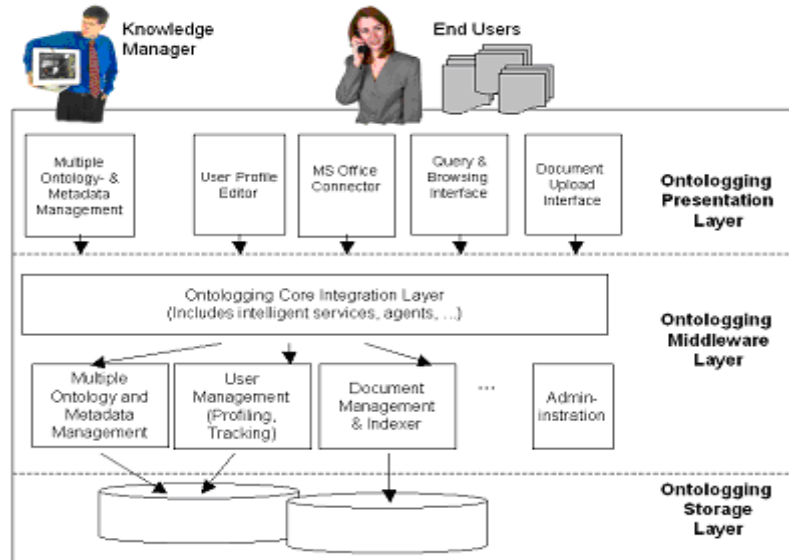 Knowledge
Manager
End Users
Multiple
Ontology- &
Metadata
Management
User Profile
Editor
MS Office
Connector
Query &
Browsing
Interface
Document
Upload
Interface
Ontologging
Presentation
Layer
Ontologging Core Integration Layer
(Includes intelligent services, agents, ...)
Ontologging
Middleware
Layer
Multiple
Ontology and
Metadata
Management
User
Management
(Profiling,
Tracking)
Document
Management
& Indexer
...
Admin-
instration
Ontologging
Storage
Layer